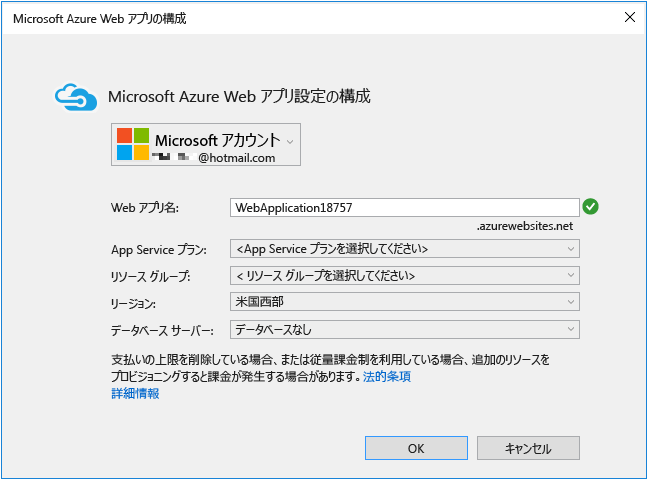 Microsoft Azure Web アプリの構成
Microsoft Azure Web アプリ設定の構成
Microsoft アカウント
@hotmail.com
Web アプリ名:
WebApplication18757
.azurewebsites.net
App Service プラン:
<App Service プランを選択してください>
リソース グループ:
< リソース グループを選択してください>
リージョン:
米国西部
データベース サーバー:
データベースなし
支払いの上限を削除している場合、または従量課金制を利用している場合、追加のリソースを
プロビジョニングすると課金が発生する場合があります。法的条項
詳細情報
OK
キャンセル